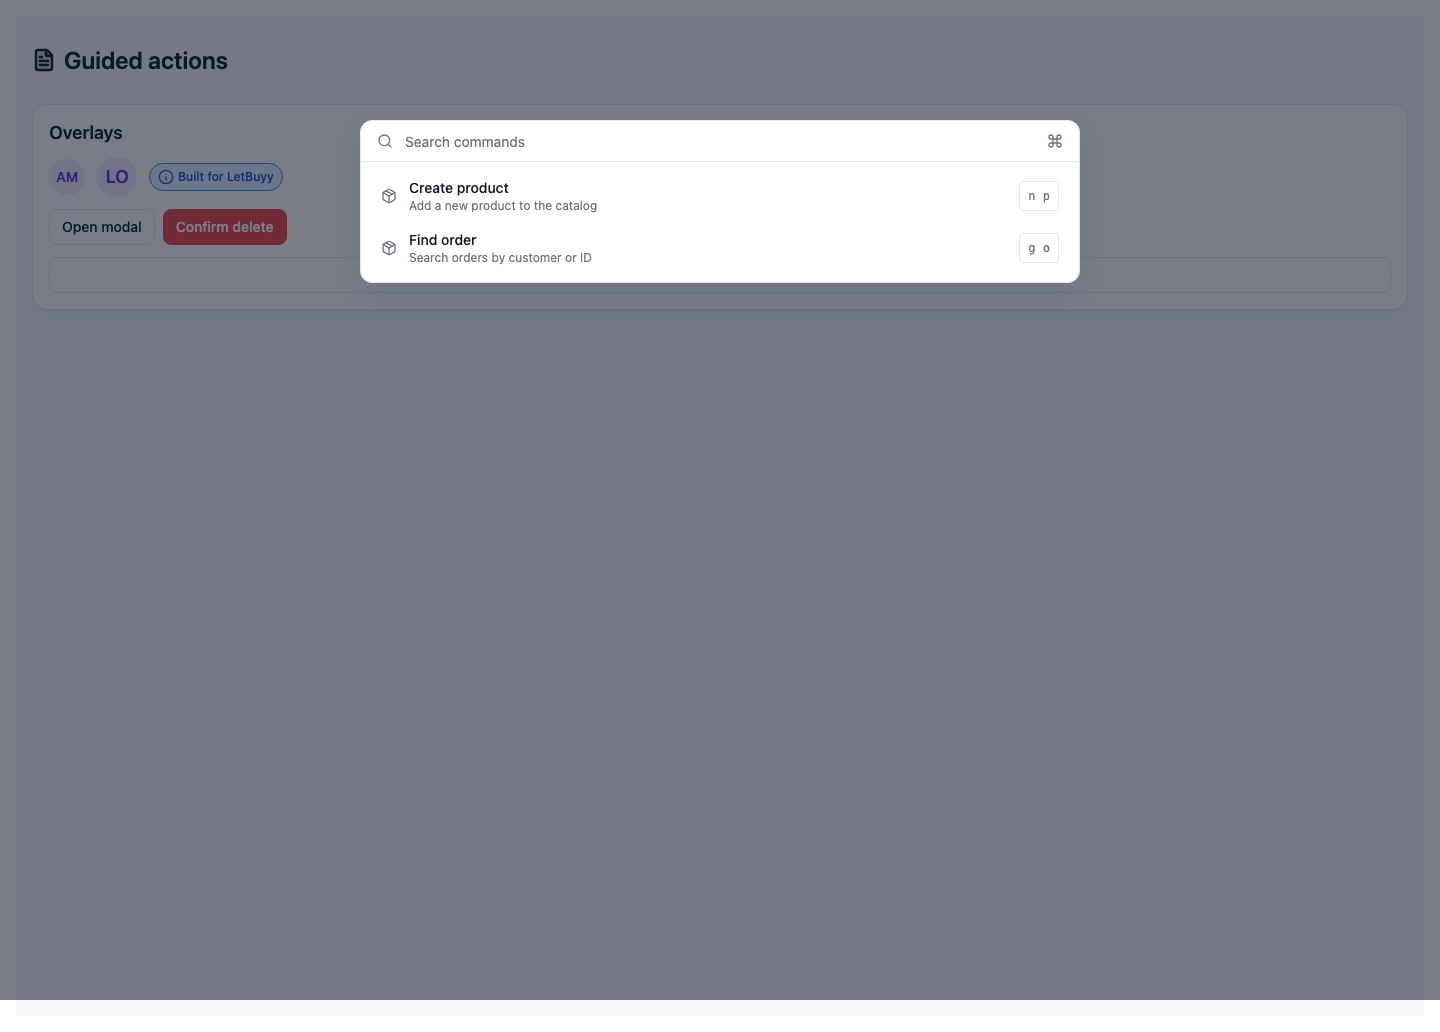 Guided actions
Overlays
AM LO Built for LetBuyy
Open modal Confirm delete
Search commands
Create product
Add a new product to the catalog
n p
Find order
Search orders by customer or ID
g o